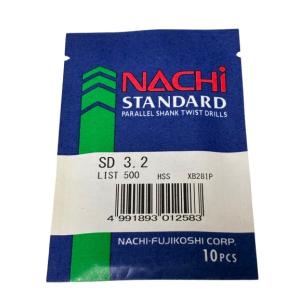 NACHi
STANDARD
PARALLEL SHANK TWIST DRILLS
SD 3.2
LIST 500 HSS XB281P
4 991893 012583
NACHI-FUJIKOSHI CORP.
10PCS